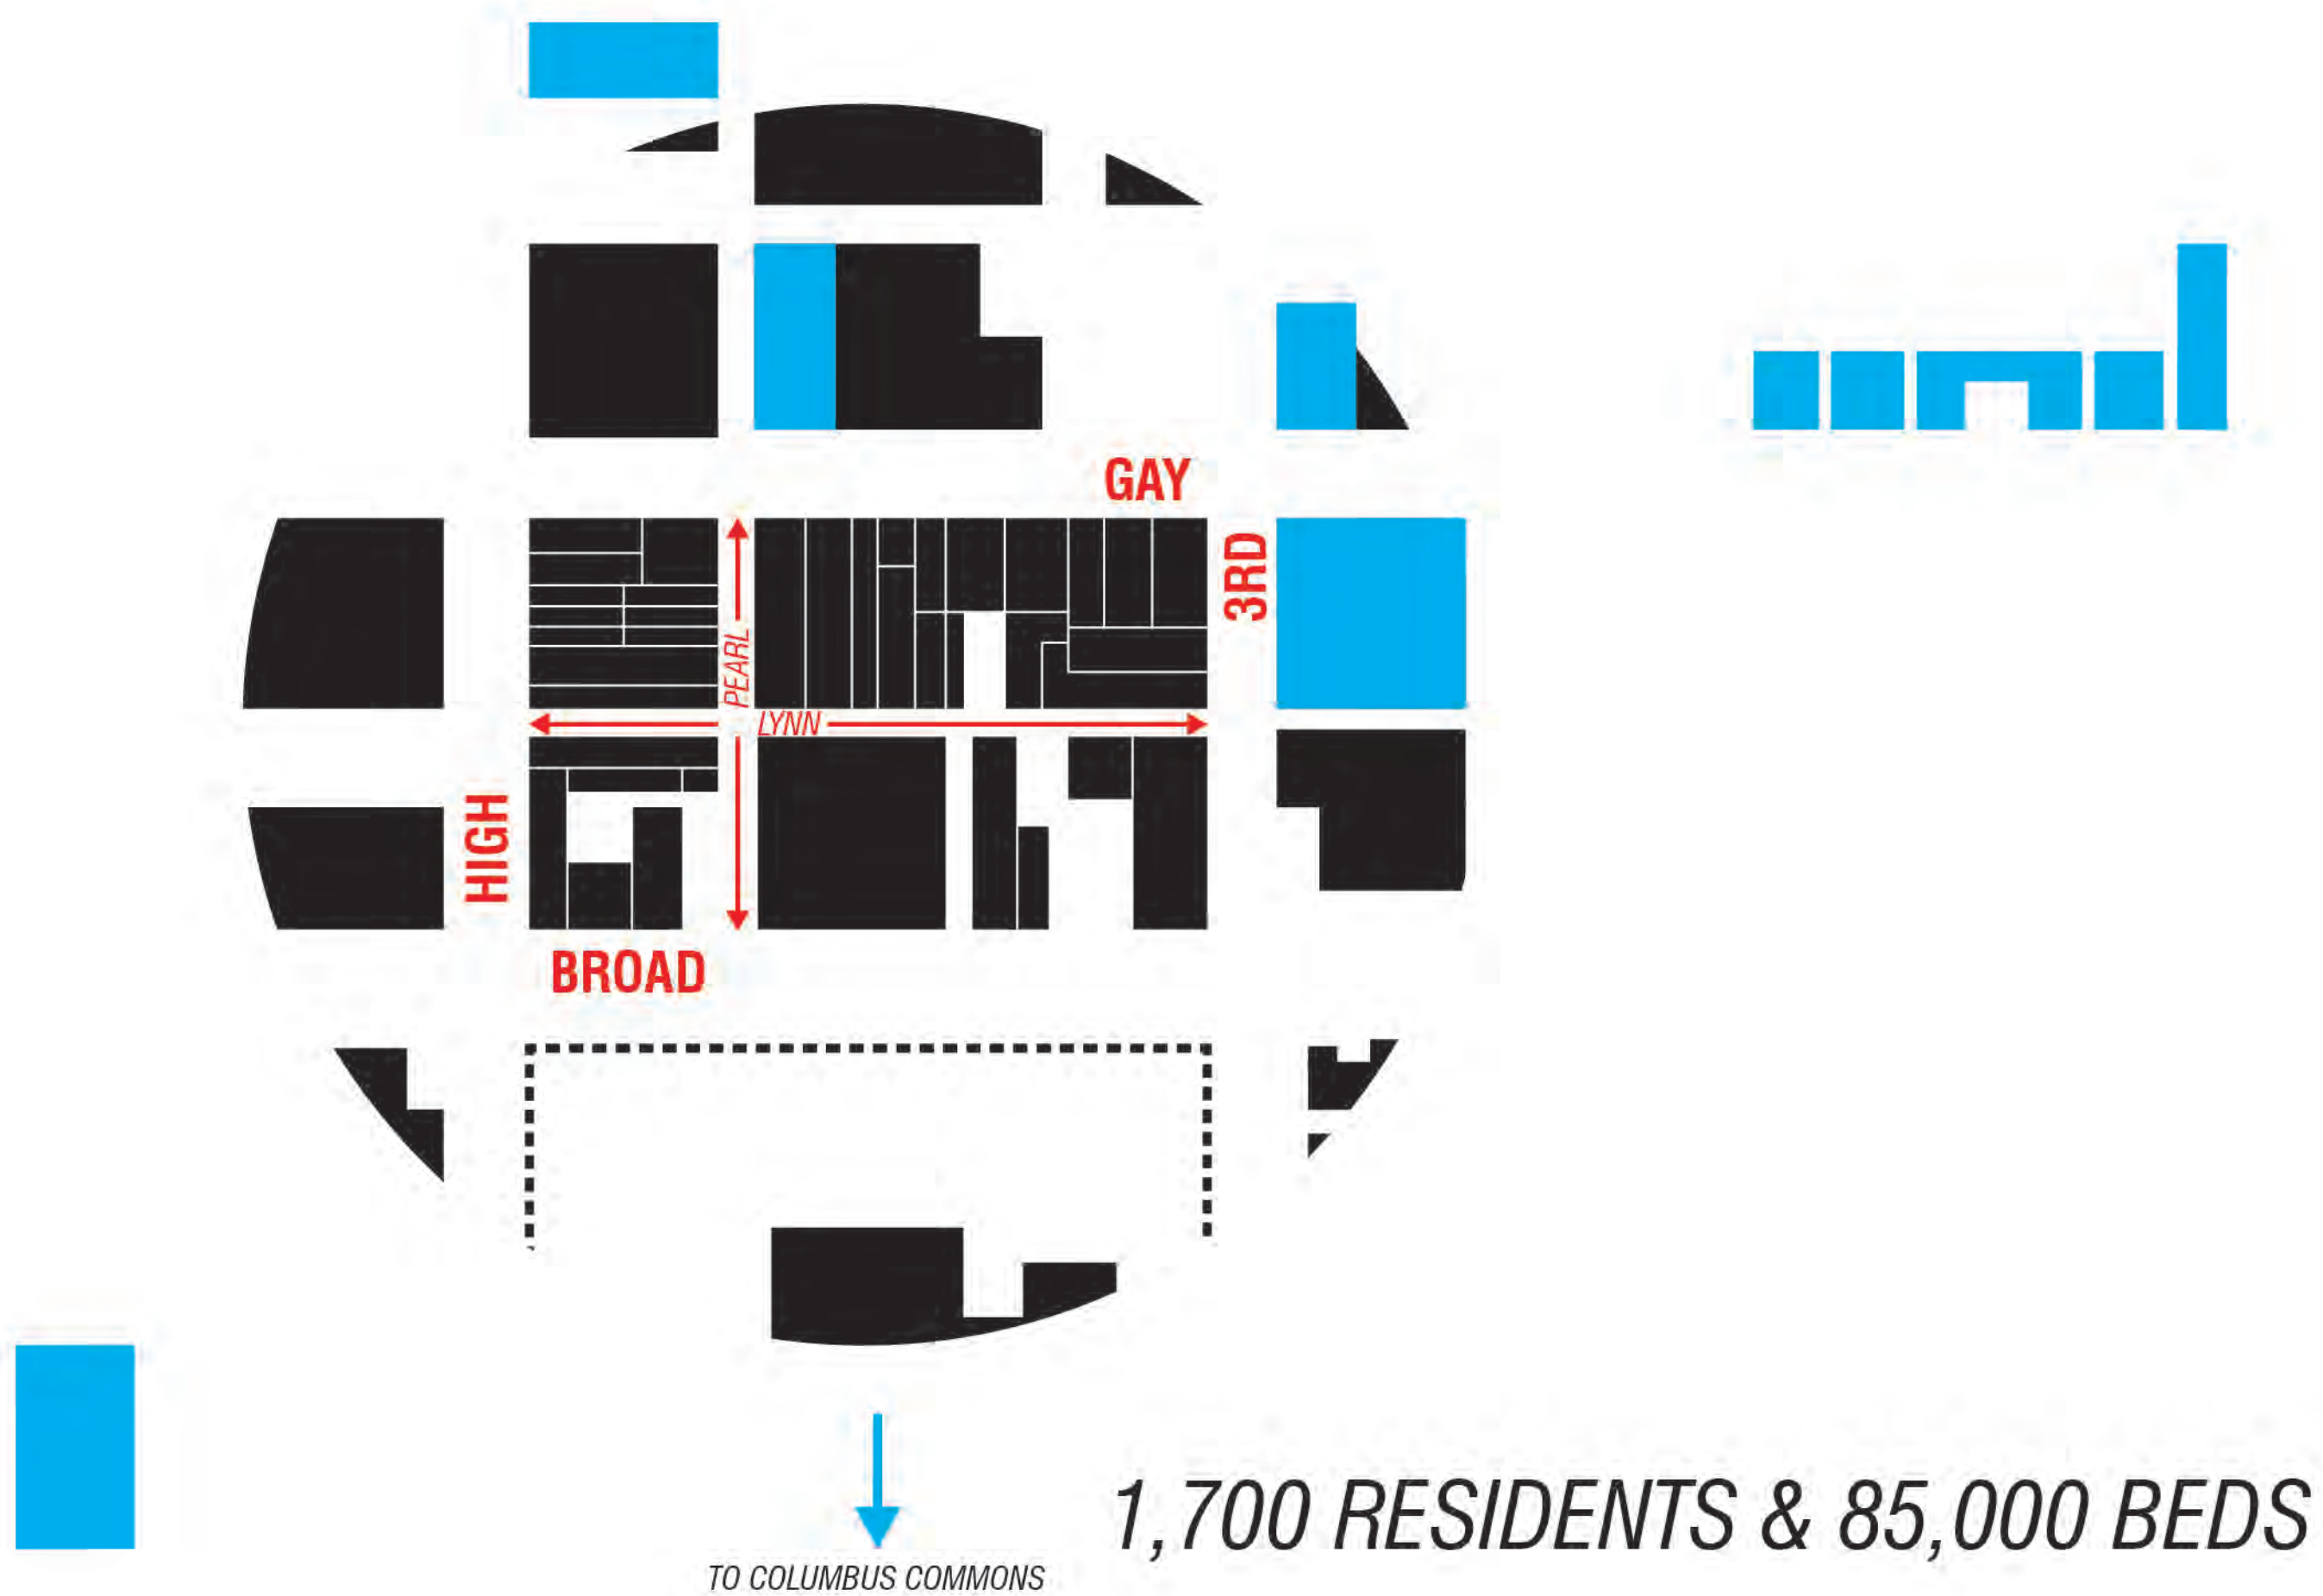 GAY
3RD
PEARL
LYNN
HIGH
BROAD
1,700 RESIDENTS & 85,000 BEDS
TO COLUMBUS COMMONS